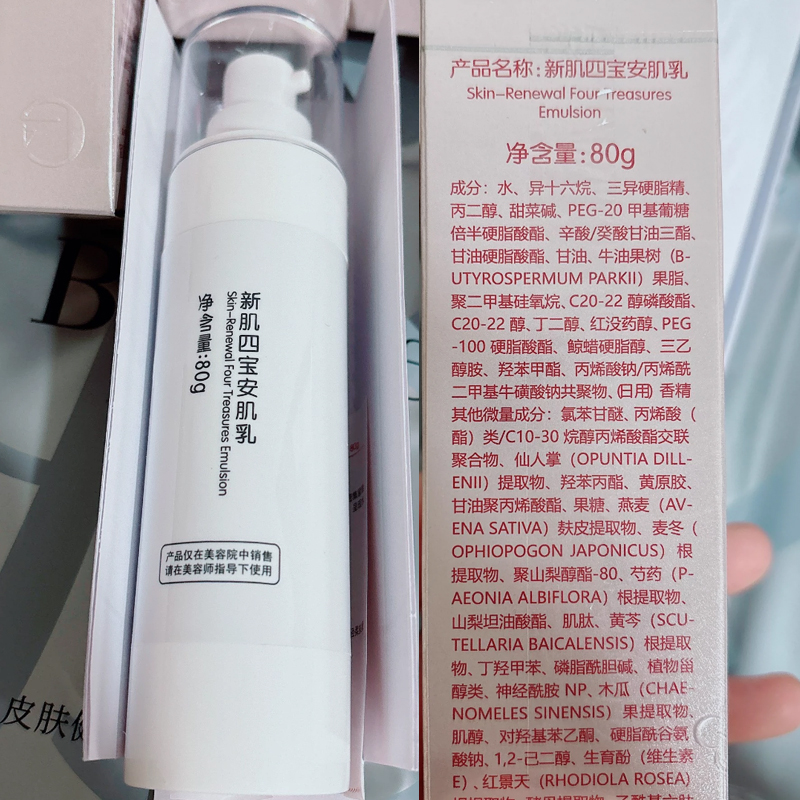 新肌四宝安肌乳
Skin-Renewal Four Treasures Emulsion
净含量:80g
产品仅在美容院中销售
请在美容师指导下使用
B
皮肤
产品名称:新肌四宝安肌乳
Skin-Renewal Four Treasures
Emulsion
净含量:80g
成分：水、异十六烷、三异硬脂精、
丙二醇、甜菜碱、PEG-20 甲基葡糖
倍半硬脂酸酯、辛酸/癸酸甘油三酯、
甘油硬脂酸酯、甘油、牛油果树（B-
UTYROSPERMUM PARKII）果脂、
聚二甲基硅氧烷、C20-22 醇磷酸酯、
C20-22 醇、丁二醇、红没药醇、PEG
-100 硬脂酸酯、鲸蜡硬脂醇、三乙
醇胺、羟苯甲酯、丙烯酸钠/丙烯酰
二甲基牛磺酸钠共聚物、(日用) 香精
其他微量成分：氯苯甘醚、丙烯酸（
酯）类/C10-30 烷醇丙烯酸酯交联
聚合物、仙人掌（OPUNTIA DILL-
ENII）提取物、羟苯丙酯、黄原胶、
甘油聚丙烯酸酯、果糖、燕麦（AV-
ENA SATIVA）麸皮提取物、麦冬（
OPHIOPOGON JAPONICUS）根
提取物、聚山梨醇酯-80、芍药（P-
AEONIA ALBIFLORA）根提取物、
山梨坦油酸酯、肌肽、黄芩（SCU-
TELLARIA BAICALENSIS）根提取
物、丁羟甲苯、磷脂酰胆碱、植物甾
醇类、神经酰胺 NP、木瓜（CHAE-
NOMELES SINENSIS）果提取物、
肌醇、对羟基苯乙酮、硬脂酰谷氨
酸钠、1,2-己二醇、生育酚（维生素
E）、红景天（RHODIOLA ROSEA）